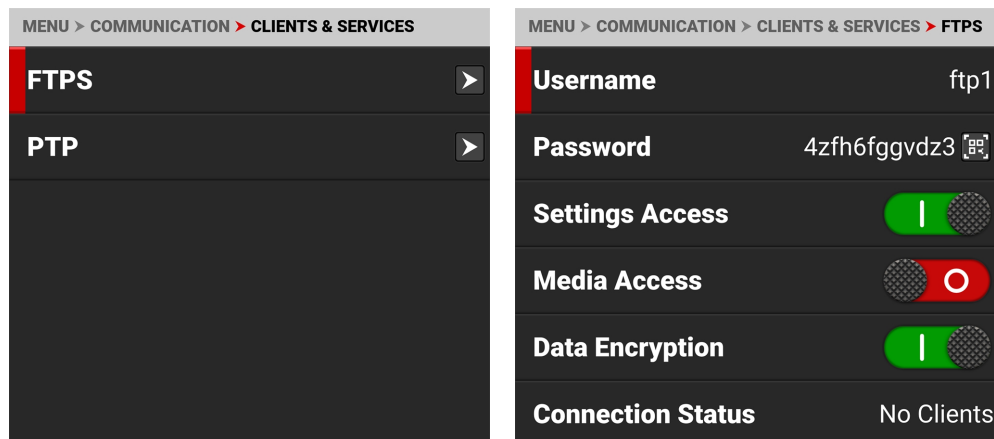 MENU > COMMUNICATION > CLIENTS & SERVICES
FTPS
PTP
MENU > COMMUNICATION > CLIENTS & SERVICES > FTPS
Username ftp1
Password 4zfh6fggvdz3
Settings Access
Media Access
Data Encryption
Connection Status No Clients